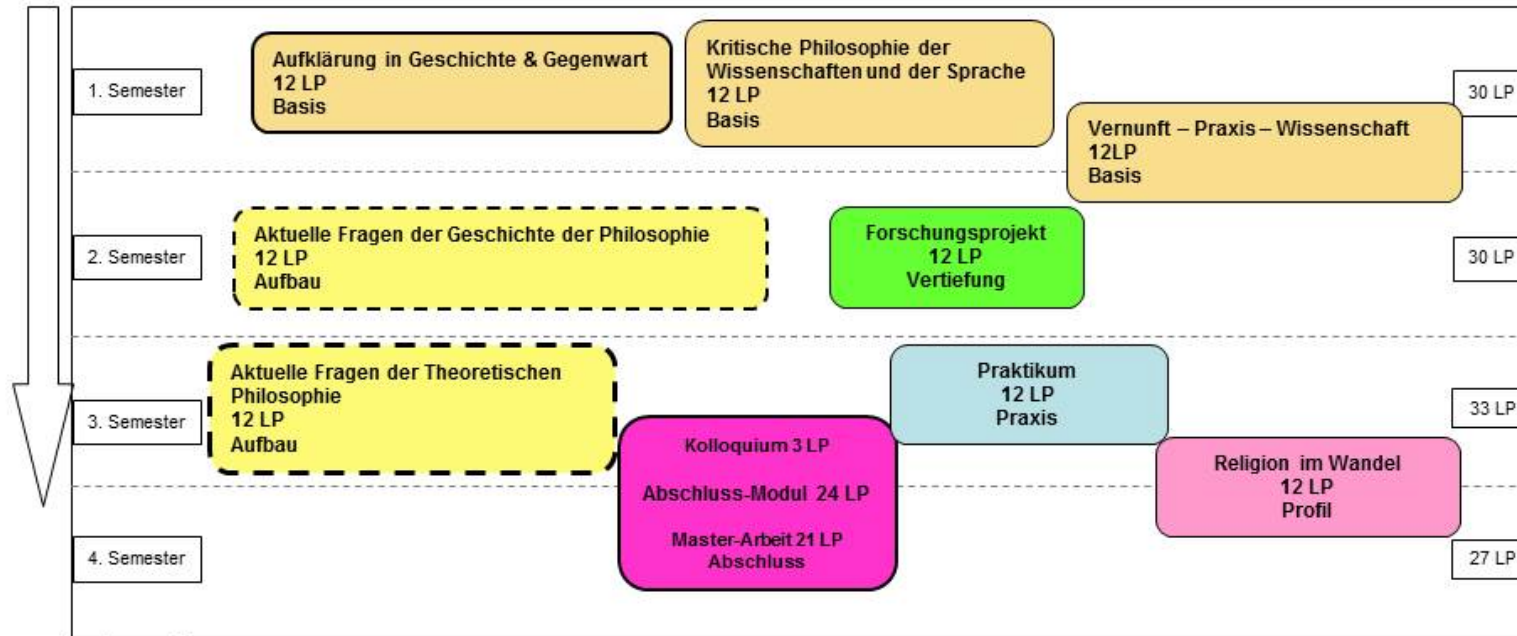 1. Semester
Aufklärung in Geschichte & Gegenwart
12 LP
Basis
Kritische Philosophie der
Wissenschaften und der Sprache
12 LP
Basis
Vernunft – Praxis – Wissenschaft
12LP
Basis
30 LP
2. Semester
Aktuelle Fragen der Geschichte der Philosophie
12 LP
Aufbau
Forschungsprojekt
12 LP
Vertiefung
30 LP
3. Semester
Aktuelle Fragen der Theoretischen
Philosophie
12 LP
Aufbau
Kolloquium 3 LP
Abschluss-Modul 24 LP
Master-Arbeit 21 LP
Abschluss
Praktikum
12 LP
Praxis
Religion im Wandel
12 LP
Profil
33 LP
4. Semester
27 LP